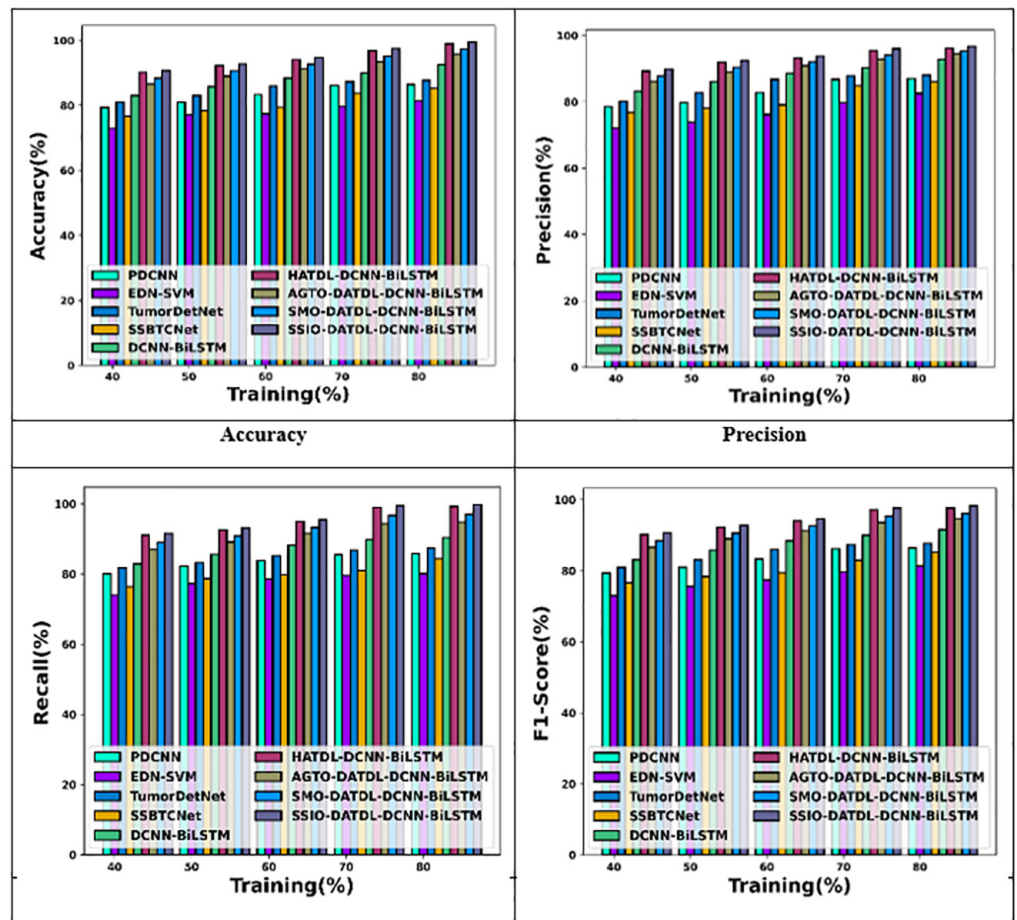 100
80
60
40
20
0
Accuracy(%)
PDCNN
EDN-SVM
TumorDetNet
SSBTCNet
DCNN-BiLSTM
HATDL-DCNN-BiLSTM
AGTO-DATDL-DCNN-BiLSTM
SMO-DATDL-DCNN-BiLSTM
SSIO-DATDL-DCNN-BiLSTM
40 50 60 70 80
Training(%)
Accuracy
100
80
60
40
20
0
Precision(%)
PDCNN
EDN-SVM
TumorDetNet
SSBTCNet
DCNN-BiLSTM
HATDL-DCNN-BiLSTM
AGTO-DATDL-DCNN-BiLSTM
SMO-DATDL-DCNN-BiLSTM
SSIO-DATDL-DCNN-BiLSTM
40 50 60 70 80
Training(%)
Precision
100
80
60
40
20
0
Recall(%)
PDCNN
EDN-SVM
TumorDetNet
SSBTCNet
DCNN-BiLSTM
HATDL-DCNN-BiLSTM
AGTO-DATDL-DCNN-BiLSTM
SMO-DATDL-DCNN-BiLSTM
SSIO-DATDL-DCNN-BiLSTM
40 50 60 70 80
Training(%)
100
80
60
40
20
0
F1-Score(%)
PDCNN
EDN-SVM
TumorDetNet
SSBTCNet
DCNN-BiLSTM
HATDL-DCNN-BiLSTM
AGTO-DATDL-DCNN-BiLSTM
SMO-DATDL-DCNN-BiLSTM
SSIO-DATDL-DCNN-BiLSTM
40 50 60 70 80
Training(%)